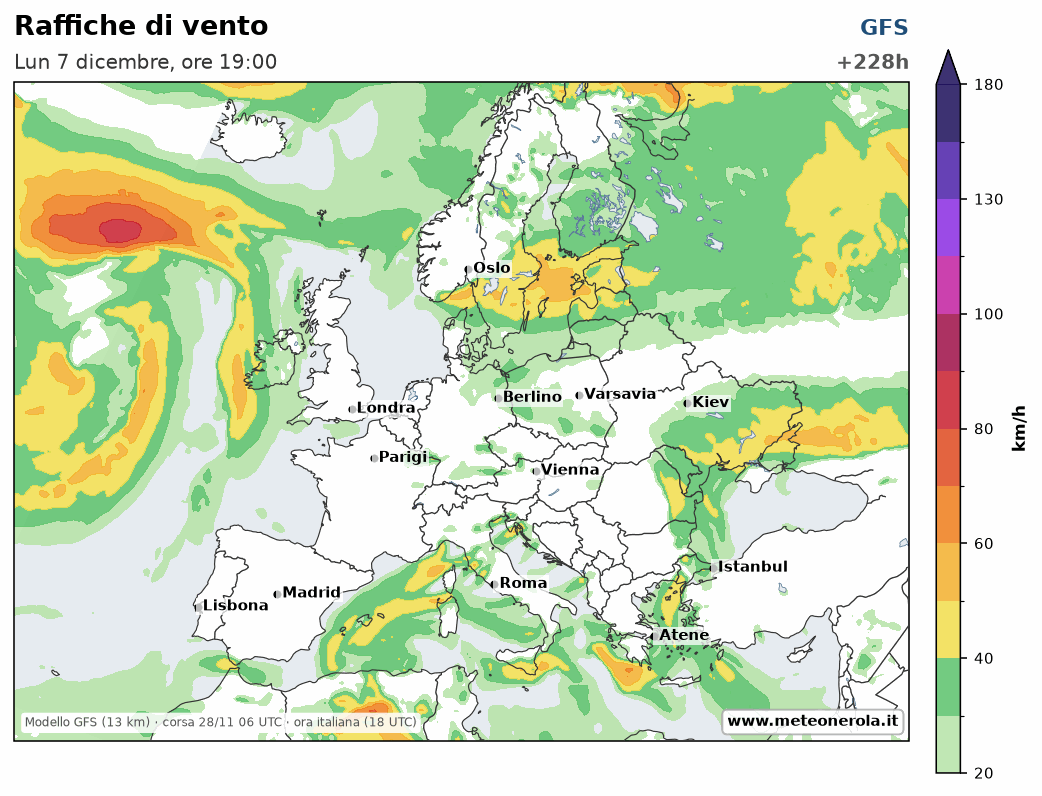 Raffiche di vento
GFS
Lun 7 dicembre, ore 19:00
+228h
180
130
100
80
60
40
20
km/h
Oslo
Berlino
Varsavia
Kiev
Londra
Parigi
Vienna
Istanbul
Roma
Madrid
Lisbona
Atene
Modello GFS (13 km) · corsa 28/11 06 UTC · ora italiana (18 UTC)
www.meteonerola.it